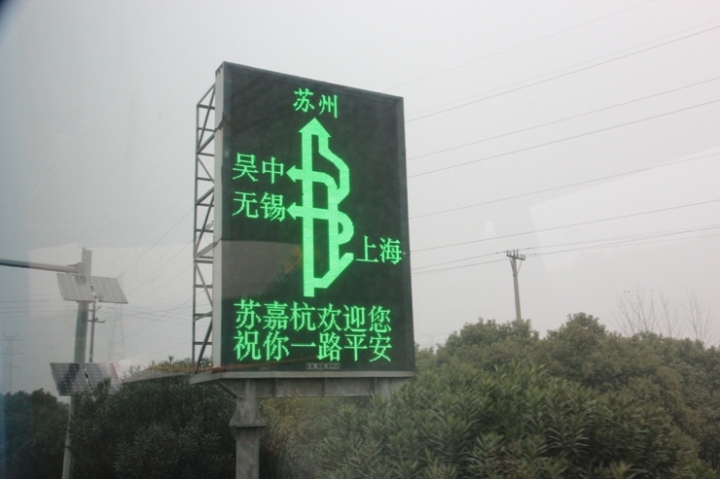 苏州
吴中
无锡
上海
苏嘉杭欢迎您
祝你一路平安